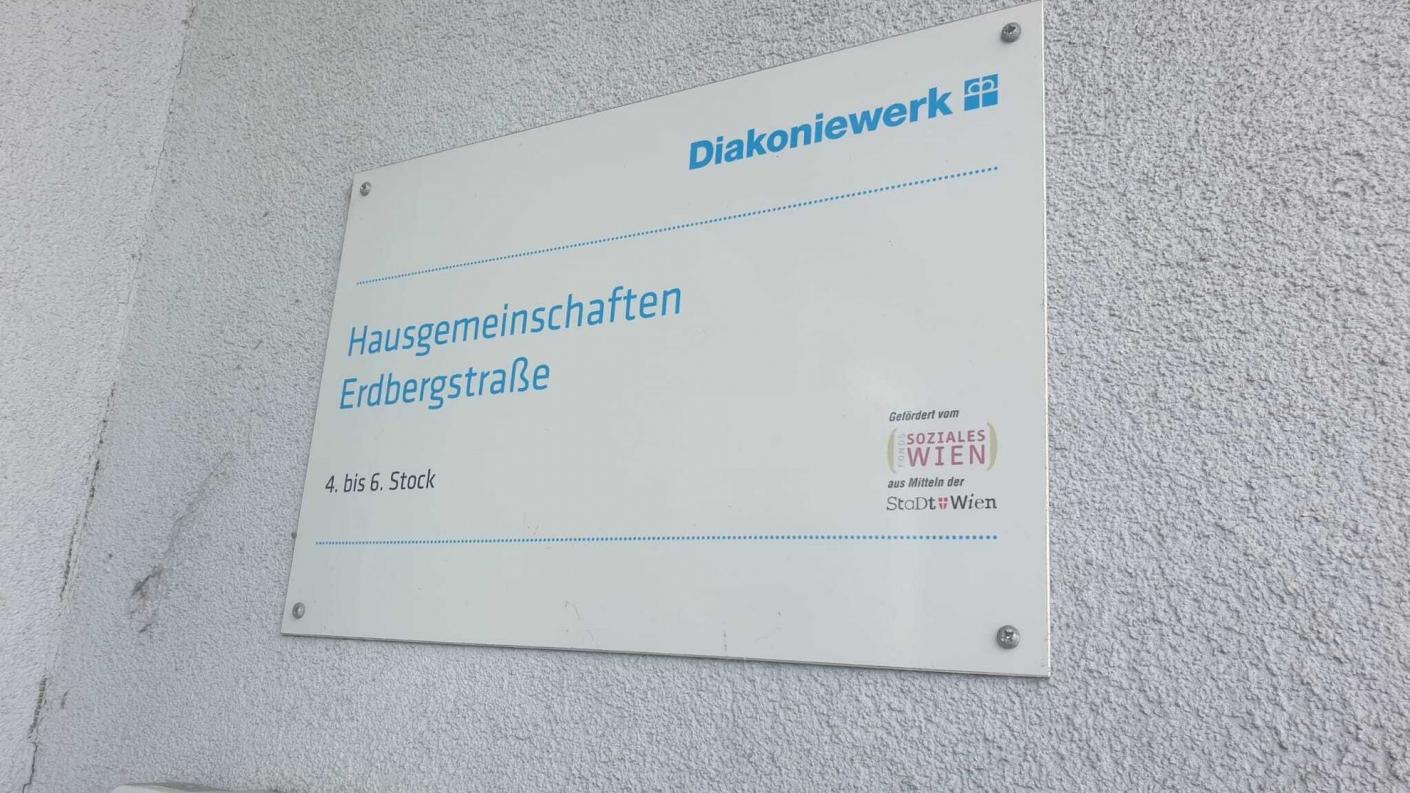 Diakoniewerk
Hausgemeinschaften
Erdbergstraße
4. bis 6. Stock
Gefördert vom
FONDS SOZIALES
WIEN
aus Mitteln der
StaDt Wien